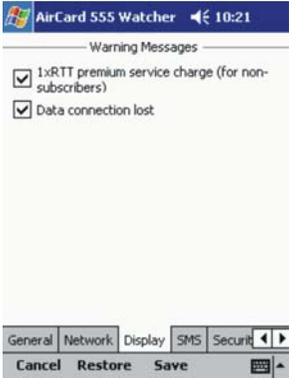 AirCard 555 Watcher 10:21
Warning Messages
1xRTT premium service charge (for non-
subscribers)
Data connection lost
General Network Display SMS Securit
Cancel Restore Save